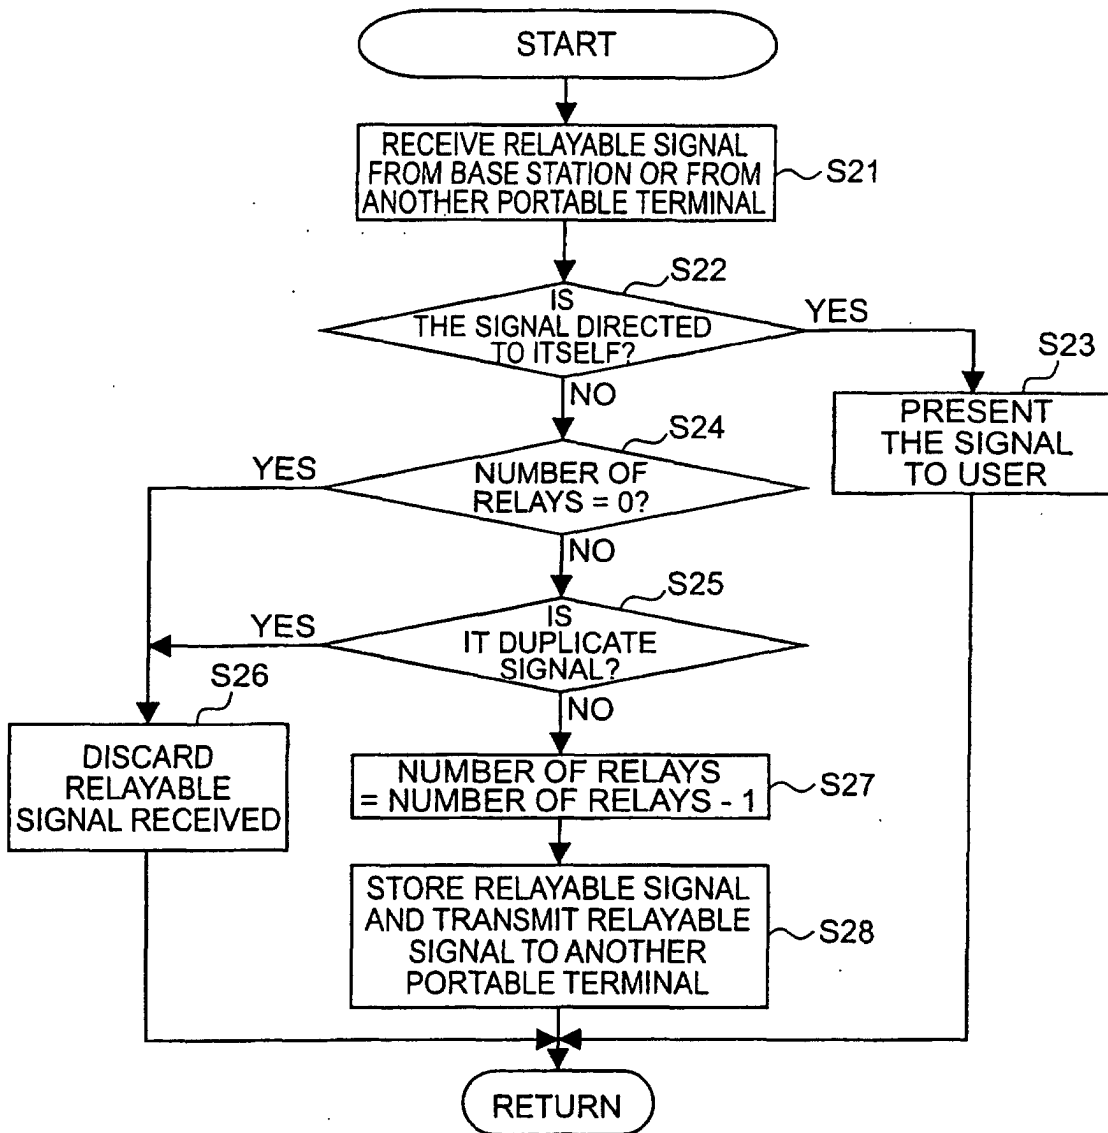 START
RECEIVE RELAYABLE SIGNAL
FROM BASE STATION OR FROM
ANOTHER PORTABLE TERMINAL
S21
S22
IS
THE SIGNAL DIRECTED
TO ITSELF?
YES
NO
S23
PRESENT
THE SIGNAL
TO USER
S24
YES
NUMBER OF
RELAYS = 0?
NO
S25
YES
IS
IT DUPLICATE
SIGNAL?
NO
S26
DISCARD
RELAYABLE
SIGNAL RECEIVED
NUMBER OF RELAYS
= NUMBER OF RELAYS - 1
S27
STORE RELAYABLE SIGNAL
AND TRANSMIT RELAYABLE
SIGNAL TO ANOTHER
PORTABLE TERMINAL
S28
RETURN